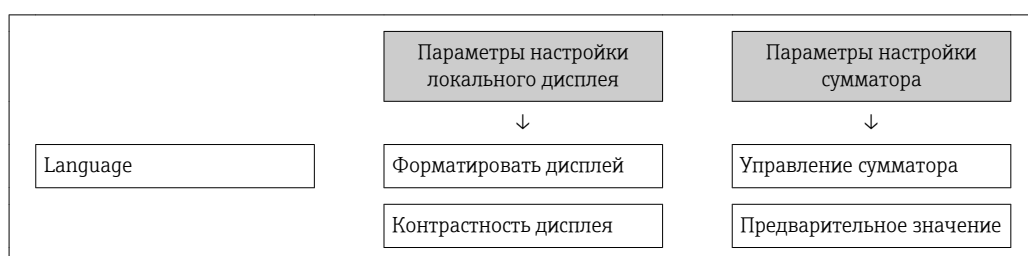 Параметры настройки
локального дисплея
Параметры настройки
сумматора
↓
↓
Language
Форматировать дисплей
Управление сумматора
Контрастность дисплея
Предварительное значение